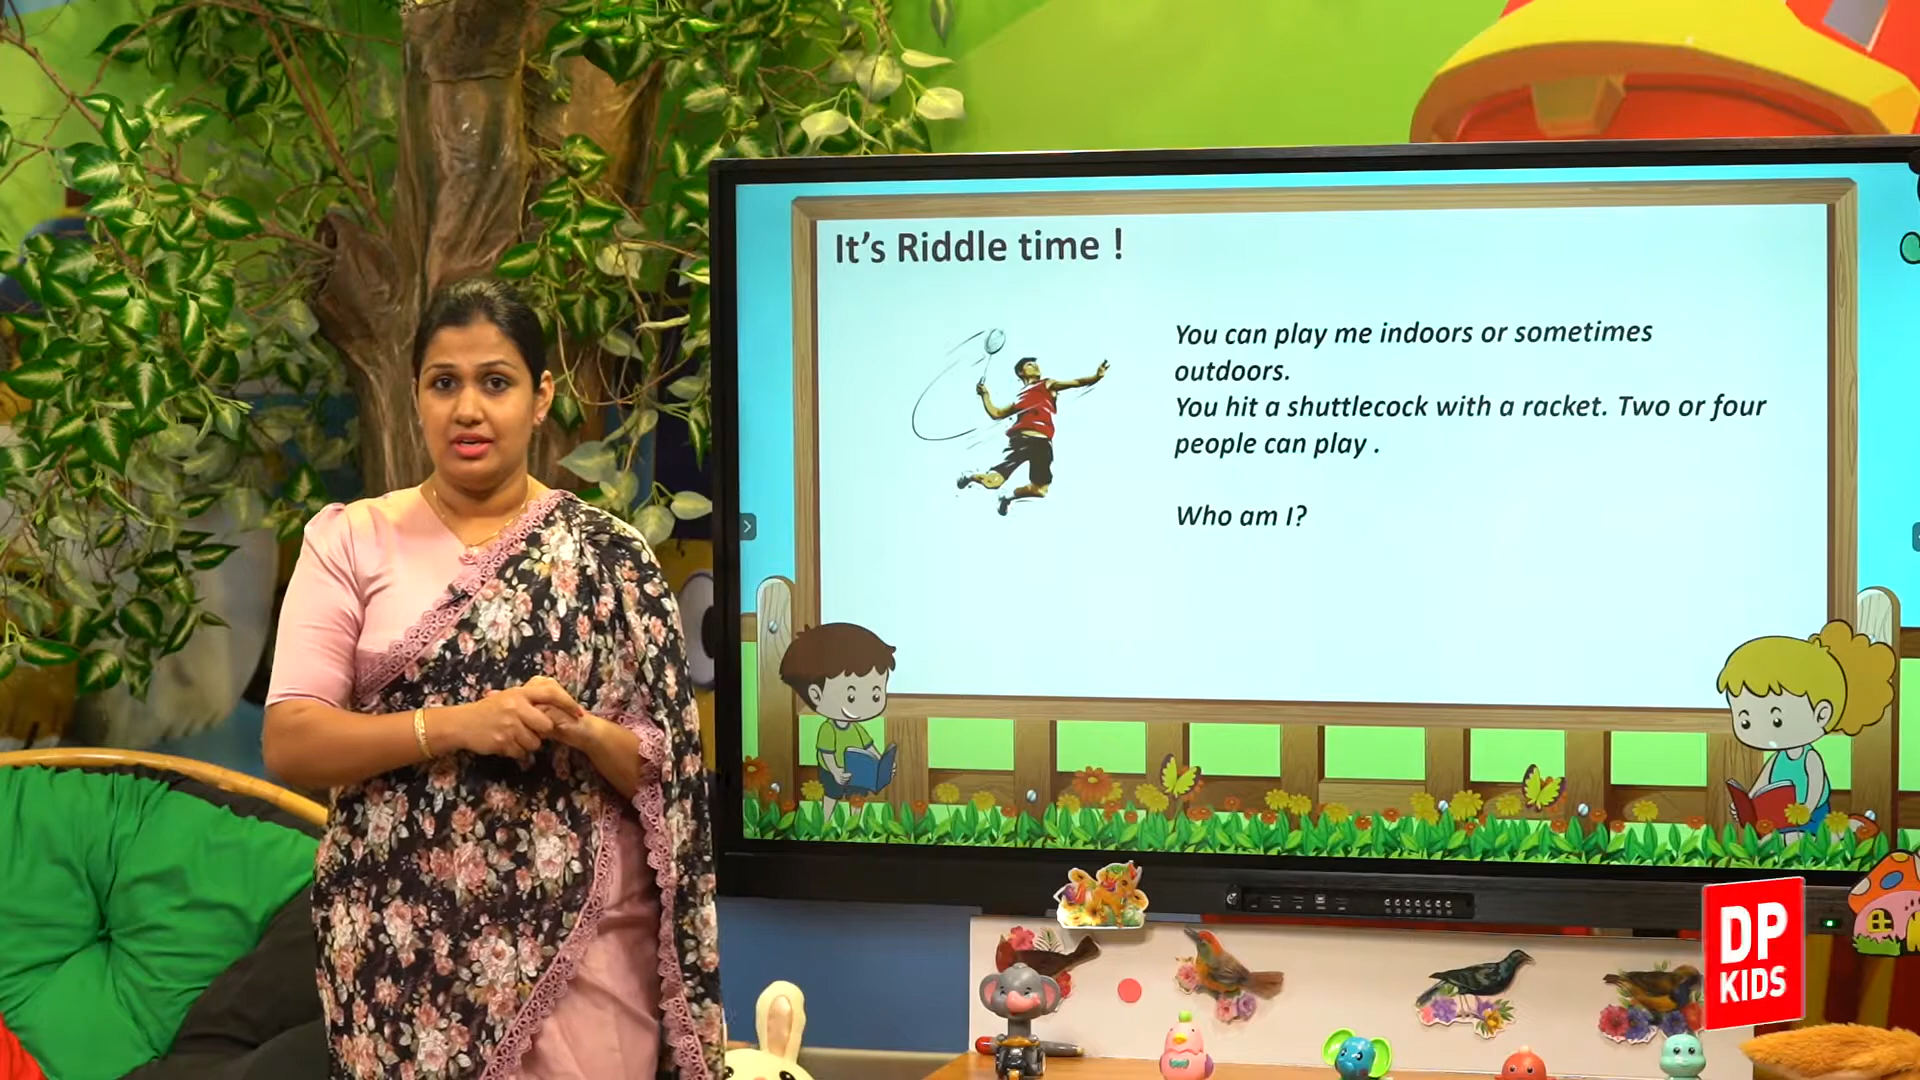 It's Riddle time !
You can play me indoors or sometimes
outdoors.
You hit a shuttlecock with a racket. Two or four
people can play .
Who am I?
DP
KIDS